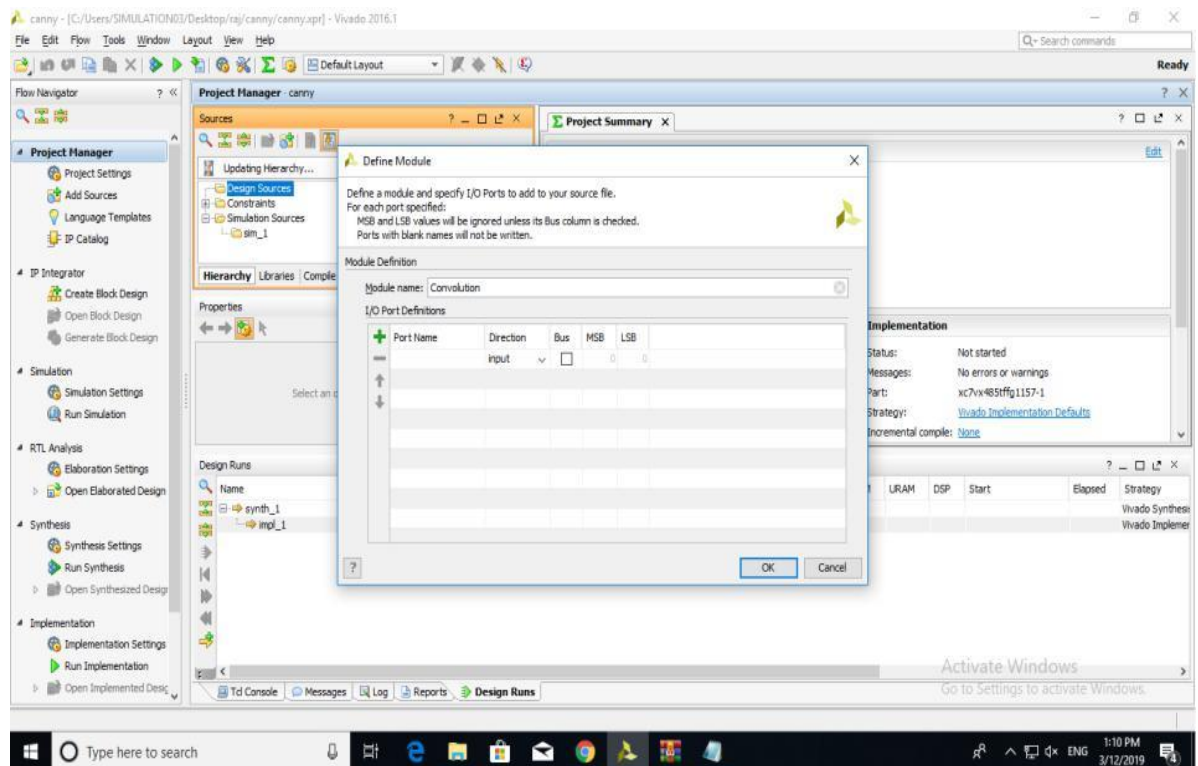 canny - [C:/Users/SIMULATION03/Desktop/raj/canny/canny.xpr] - Vivado 2016.1
File Edit Flow Tools Window Layout View Help
Q- Search commands
Default Layout
Ready
Flow Navigator
Project Manager
Project Settings
Add Sources
Language Templates
IP Catalog
IP Integrator
Create Block Design
Open Block Design
Generate Block Design
Simulation
Simulation Settings
Run Simulation
RTL Analysis
Elaboration Settings
Open Elaborated Design
Synthesis
Synthesis Settings
Run Synthesis
Open Synthesized Desig
Implementation
Implementation Settings
Run Implementation
Open Implemented Desig
Project Manager - canny
Sources
Updating Hierarchy...
Design Sources
Constraints
Simulation Sources
sim_1
Hierarchy Libraries Compile
Properties
Select an o
Project Summary
Edit
Define Module
Define a module and specify I/O Ports to add to your source file.
For each port specified:
MSB and LSB values will be ignored unless its Bus column is checked.
Ports with blank names will not be written.
Module Definition
Module name: Convolution
I/O Port Definitions
Port Name Direction Bus MSB LSB
input 0 0
OK Cancel
Implementation
Status: Not started
Messages: No errors or warnings
Part: xc7vx485tffg1157-1
Strategy: Vivado Implementation Defaults
Incremental compile: None
Design Runs
Name URAM DSP Start Elapsed Strategy
synth_1 Vivado Synthesi
impl_1 Vivado Implemer
Activate Windows
Go to Settings to activate Windows.
Tcl Console Messages Log Reports Design Runs
Type here to search
ENG
1:10 PM
3/12/2019